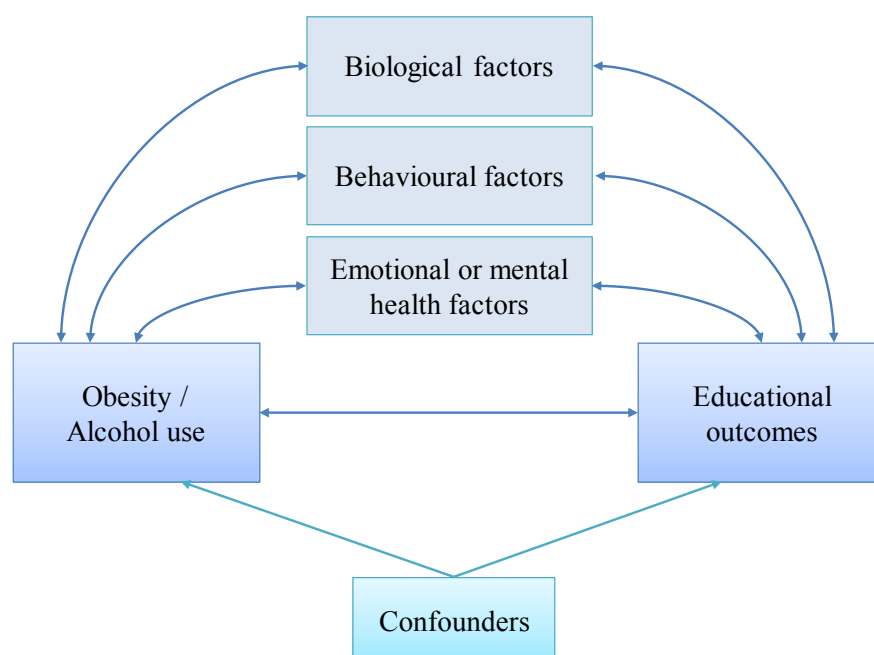 Biological factors
Behavioural factors
Emotional or mental
health factors
Obesity /
Alcohol use
Educational
outcomes
Confounders